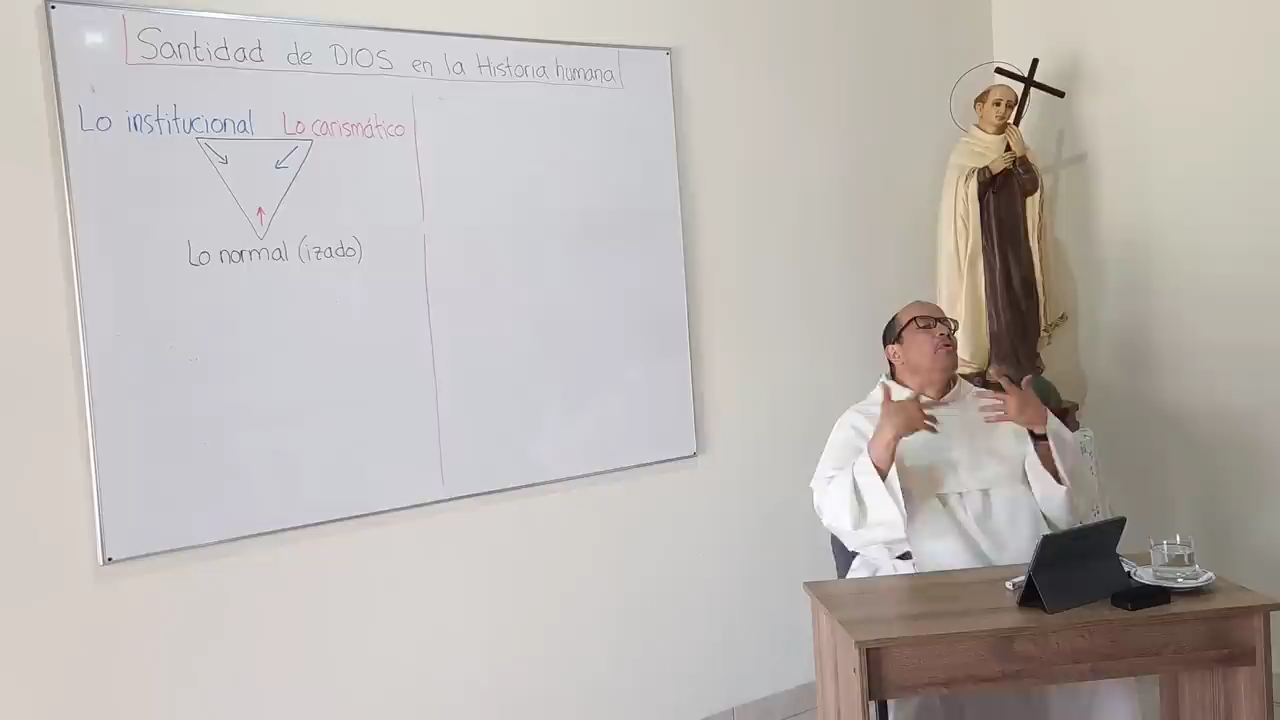 Santidad de DIOS en la Historia humana
Lo institucional Lo carismático
Lo normal (izado)